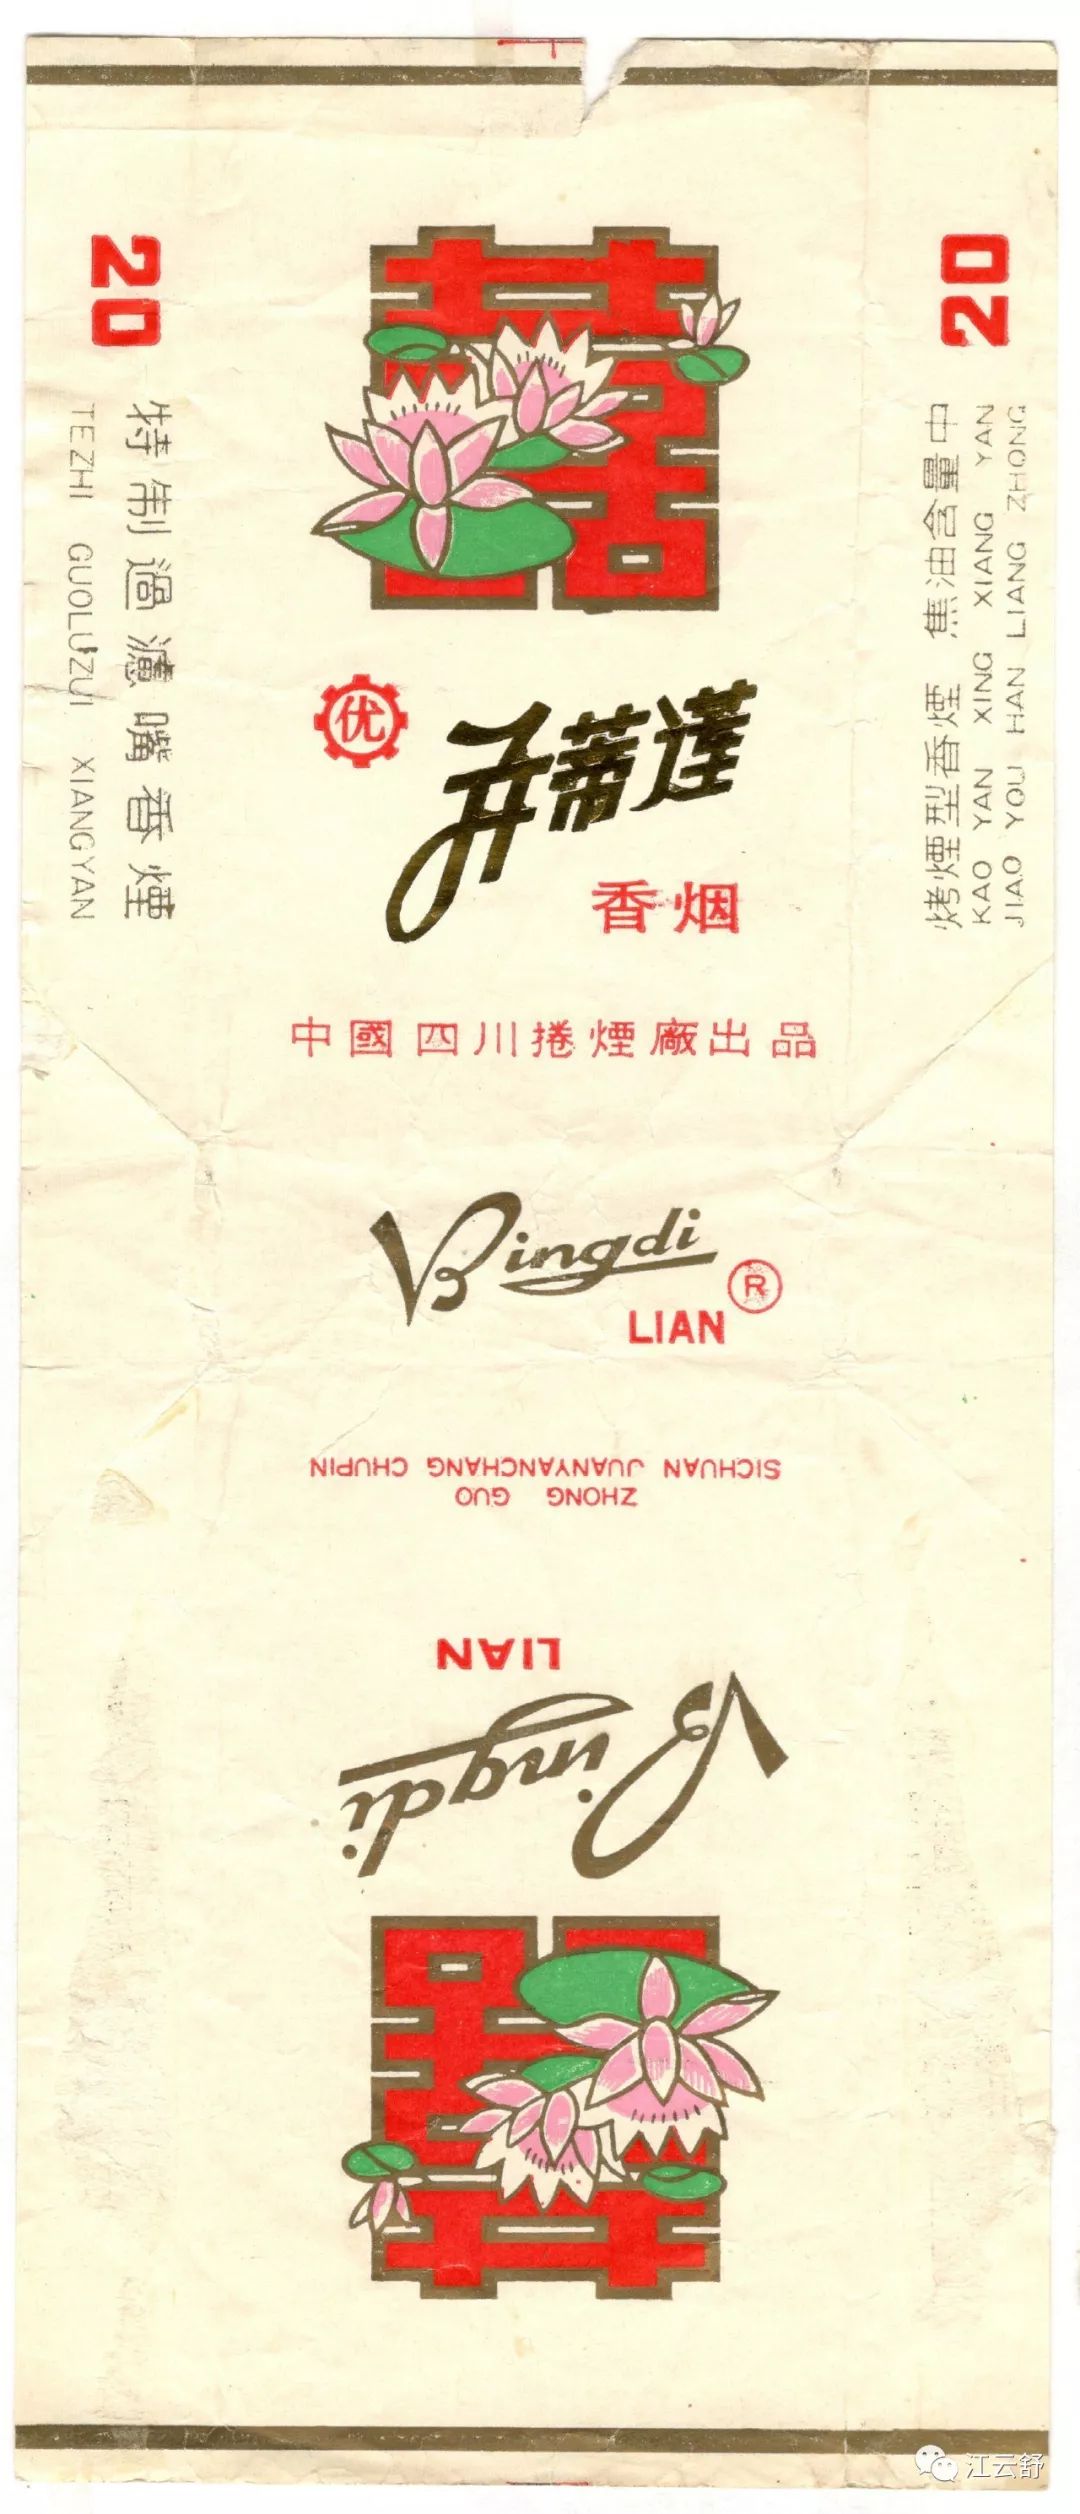 20
特制過濾嘴香煙
TEZHI GUOLÜZUI XIANGYAN
优
并蒂蓮
香烟
中國四川捲煙廠出品
20
烤煙型香煙 焦油含量中
KAO YAN XING XIANG YAN
JIAO YOU HAN LIANG ZHONG
Bingdi
LIAN
R
ZHONG GUO
SICHUAN JUANYANCHANG CHUPIN
Bingdi
LIAN
江云舒